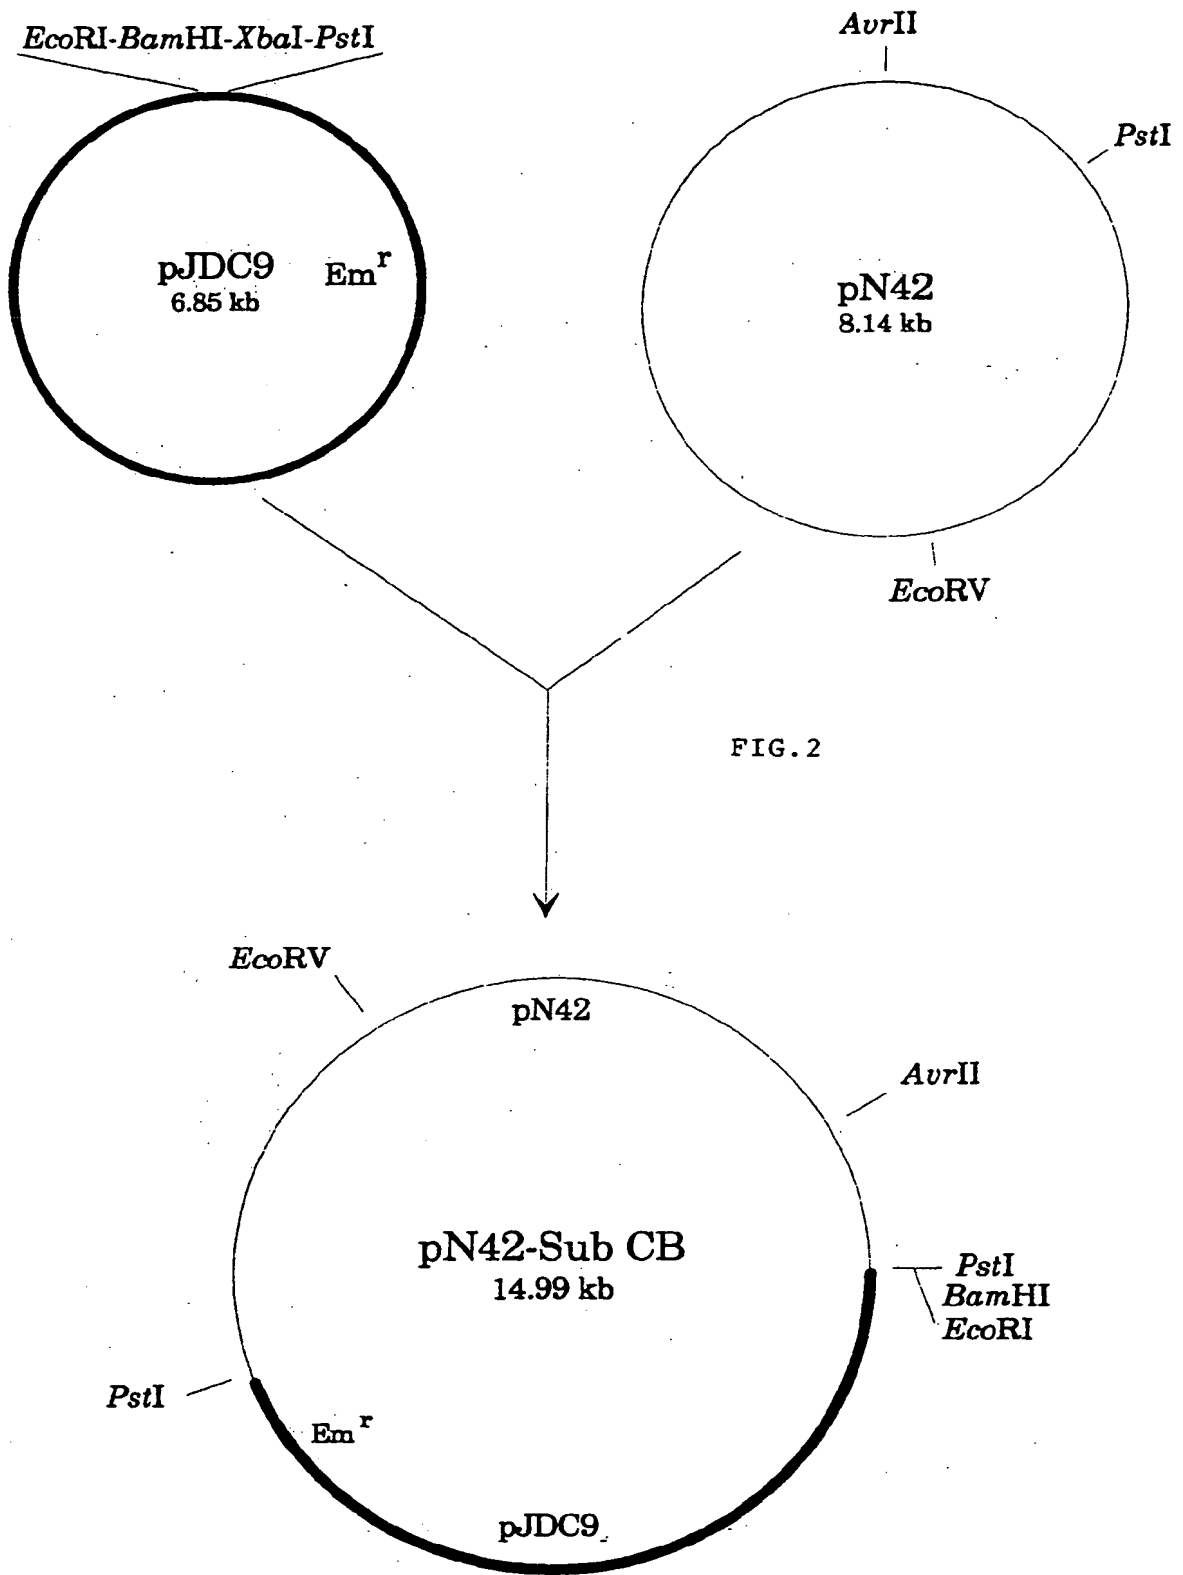 EcoRI-BamHI-XbaI-PstI
AvrII
PstI
pJDC9
6.85 kb
Em^r
pN42
8.14 kb
EcoRV
FIG.2
EcoRV
pN42
AvrII
pN42-Sub CB
14.99 kb
PstI
BamHI
EcoRI
PstI
Em^r
pJDC9